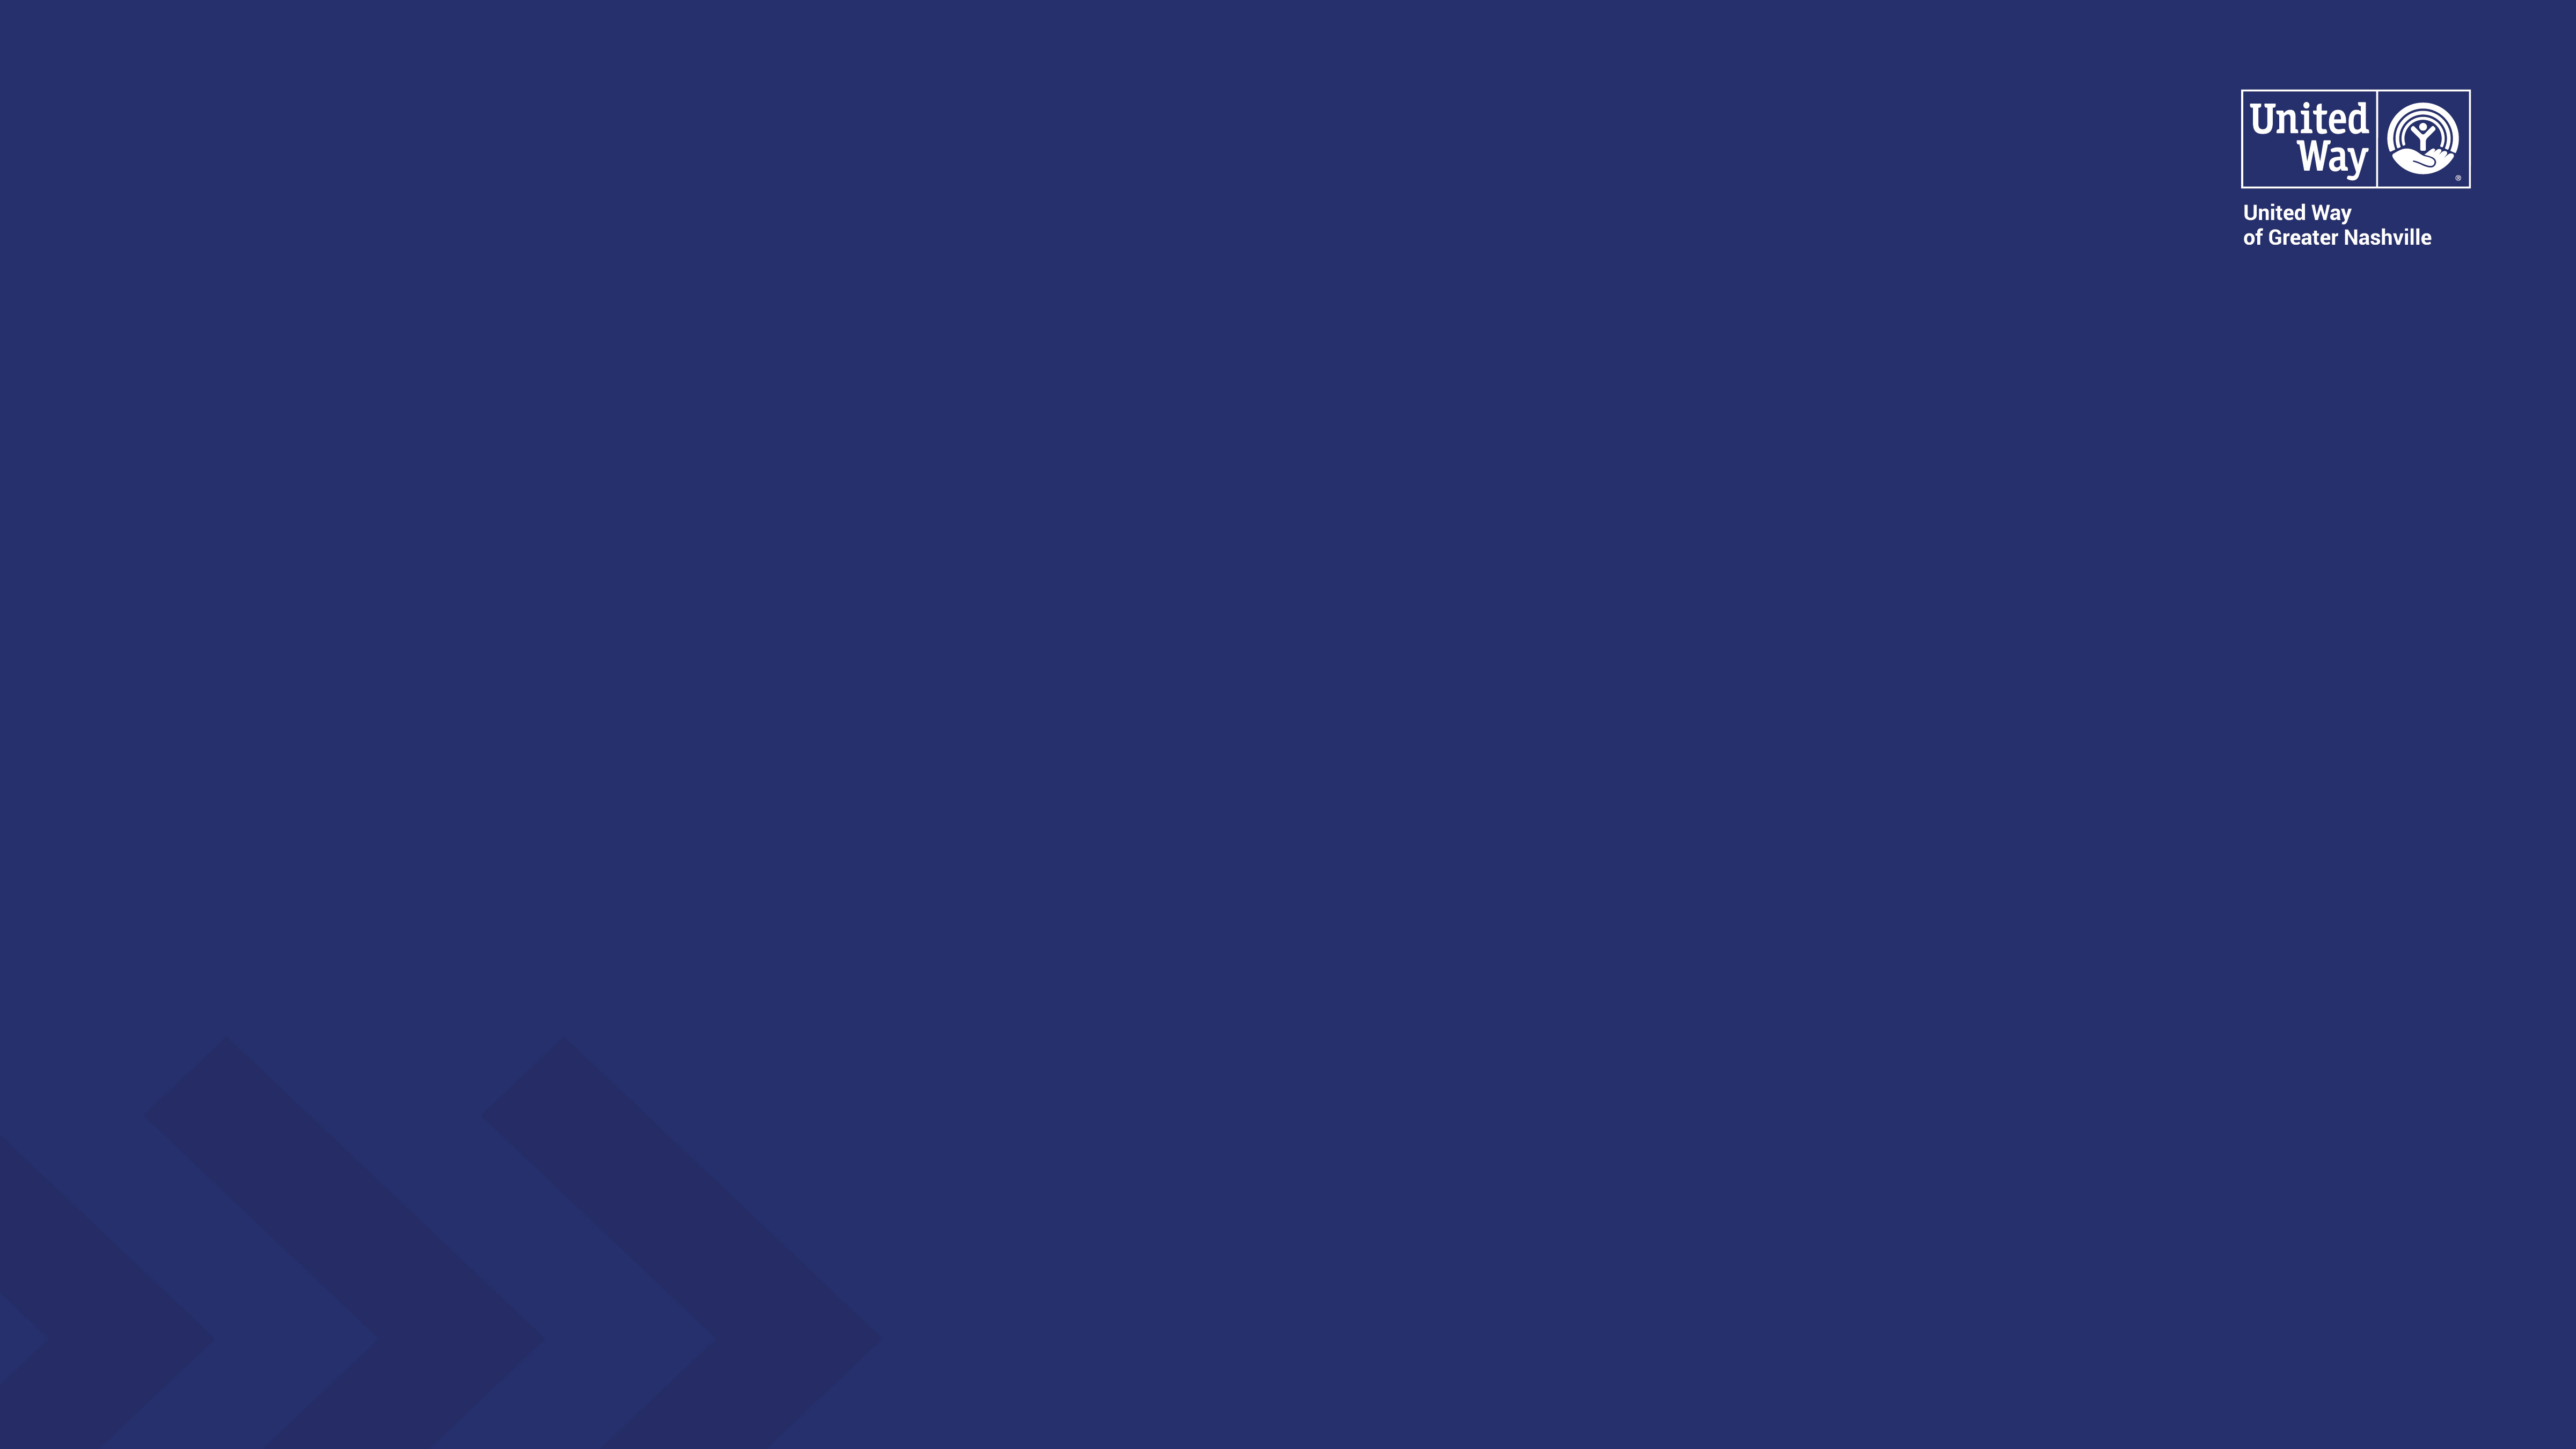 United
Way
®
United Way
of Greater Nashville